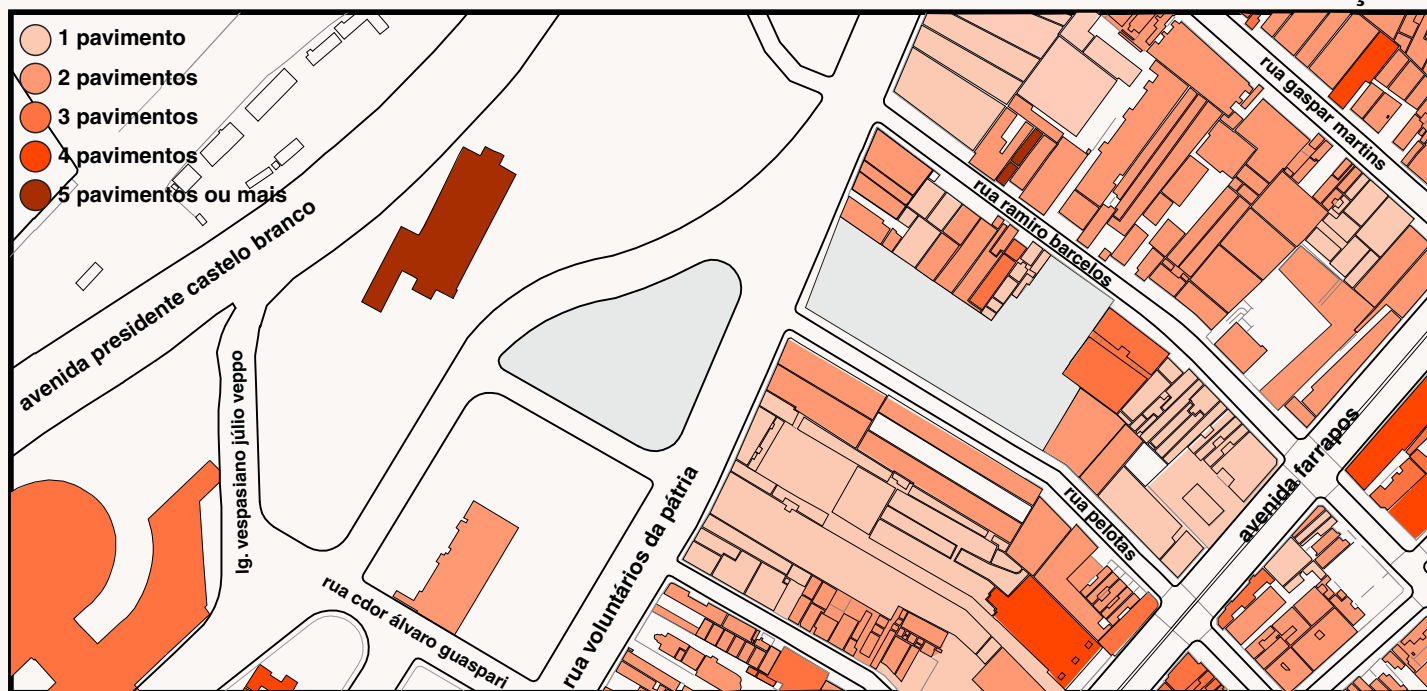 1 pavimento
2 pavimentos
3 pavimentos
4 pavimentos
5 pavimentos ou mais
avenida presidente castelo branco
lg. vespasiano júlio veppo
rua cdor álvaro guaspari
rua voluntários da pátria
rua ramiro barcelos
rua gaspar martins
rua pelotas
avenida farrapos